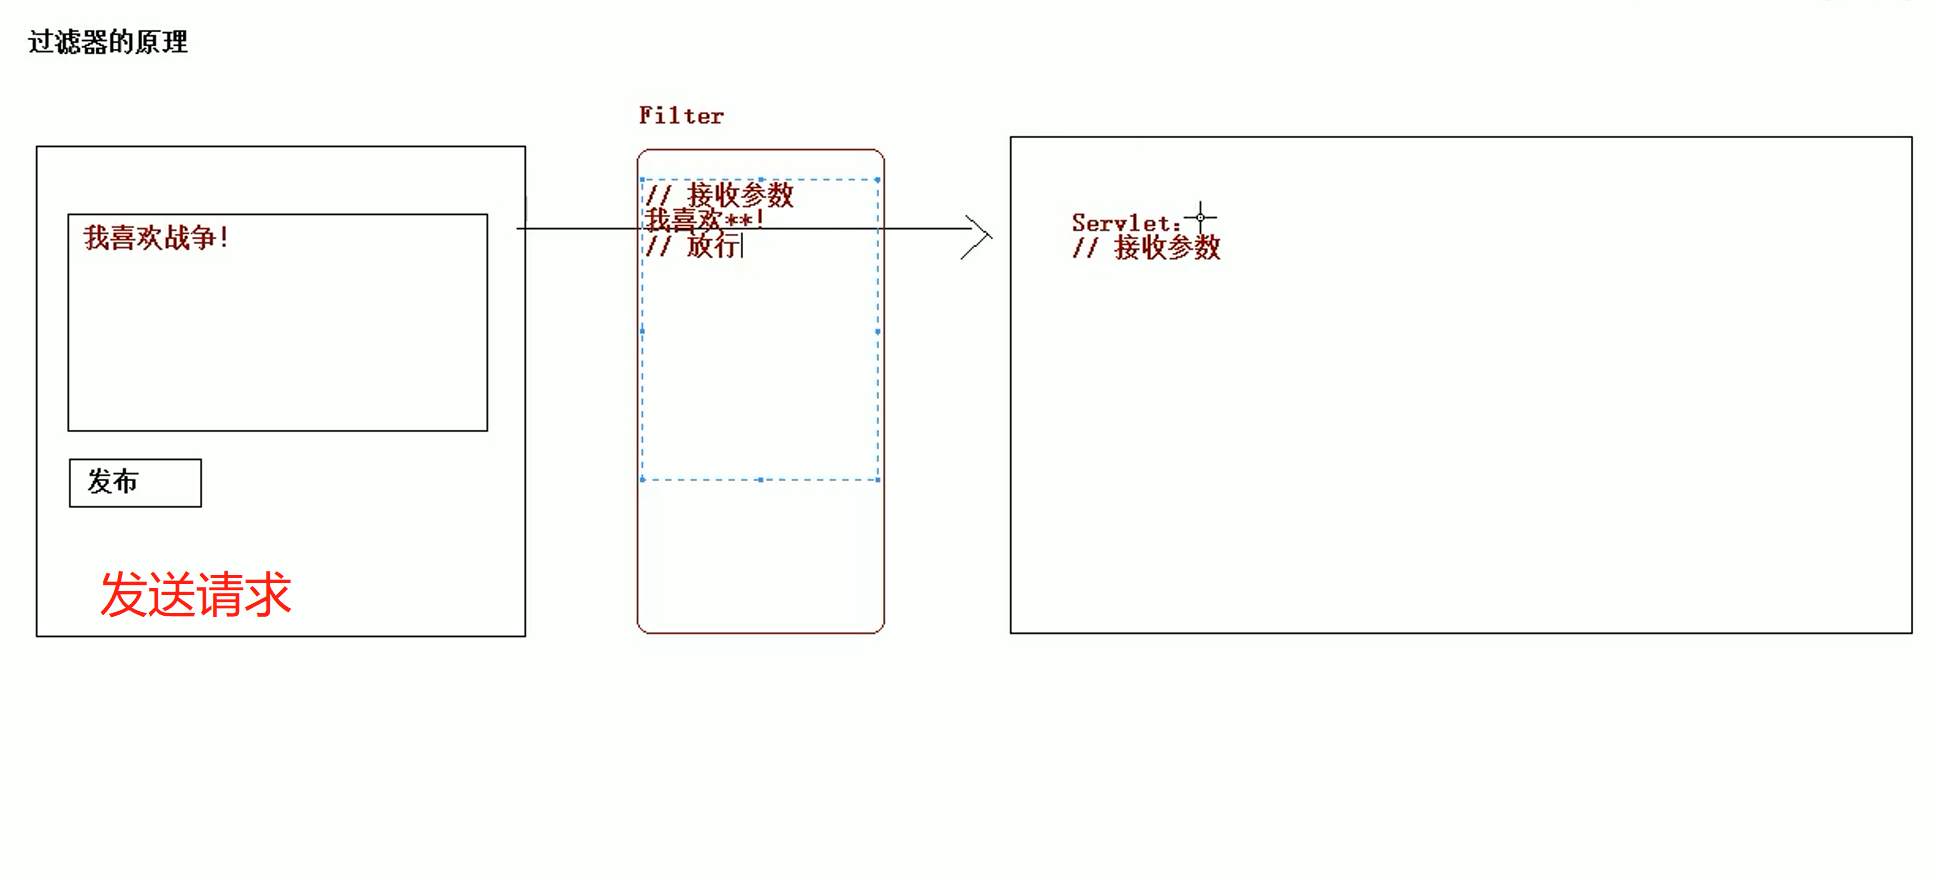 过滤器的原理
Filter
我喜欢战争!
发布
发送请求
// 接收参数
我喜欢**!
// 放行
Servlet:
// 接收参数